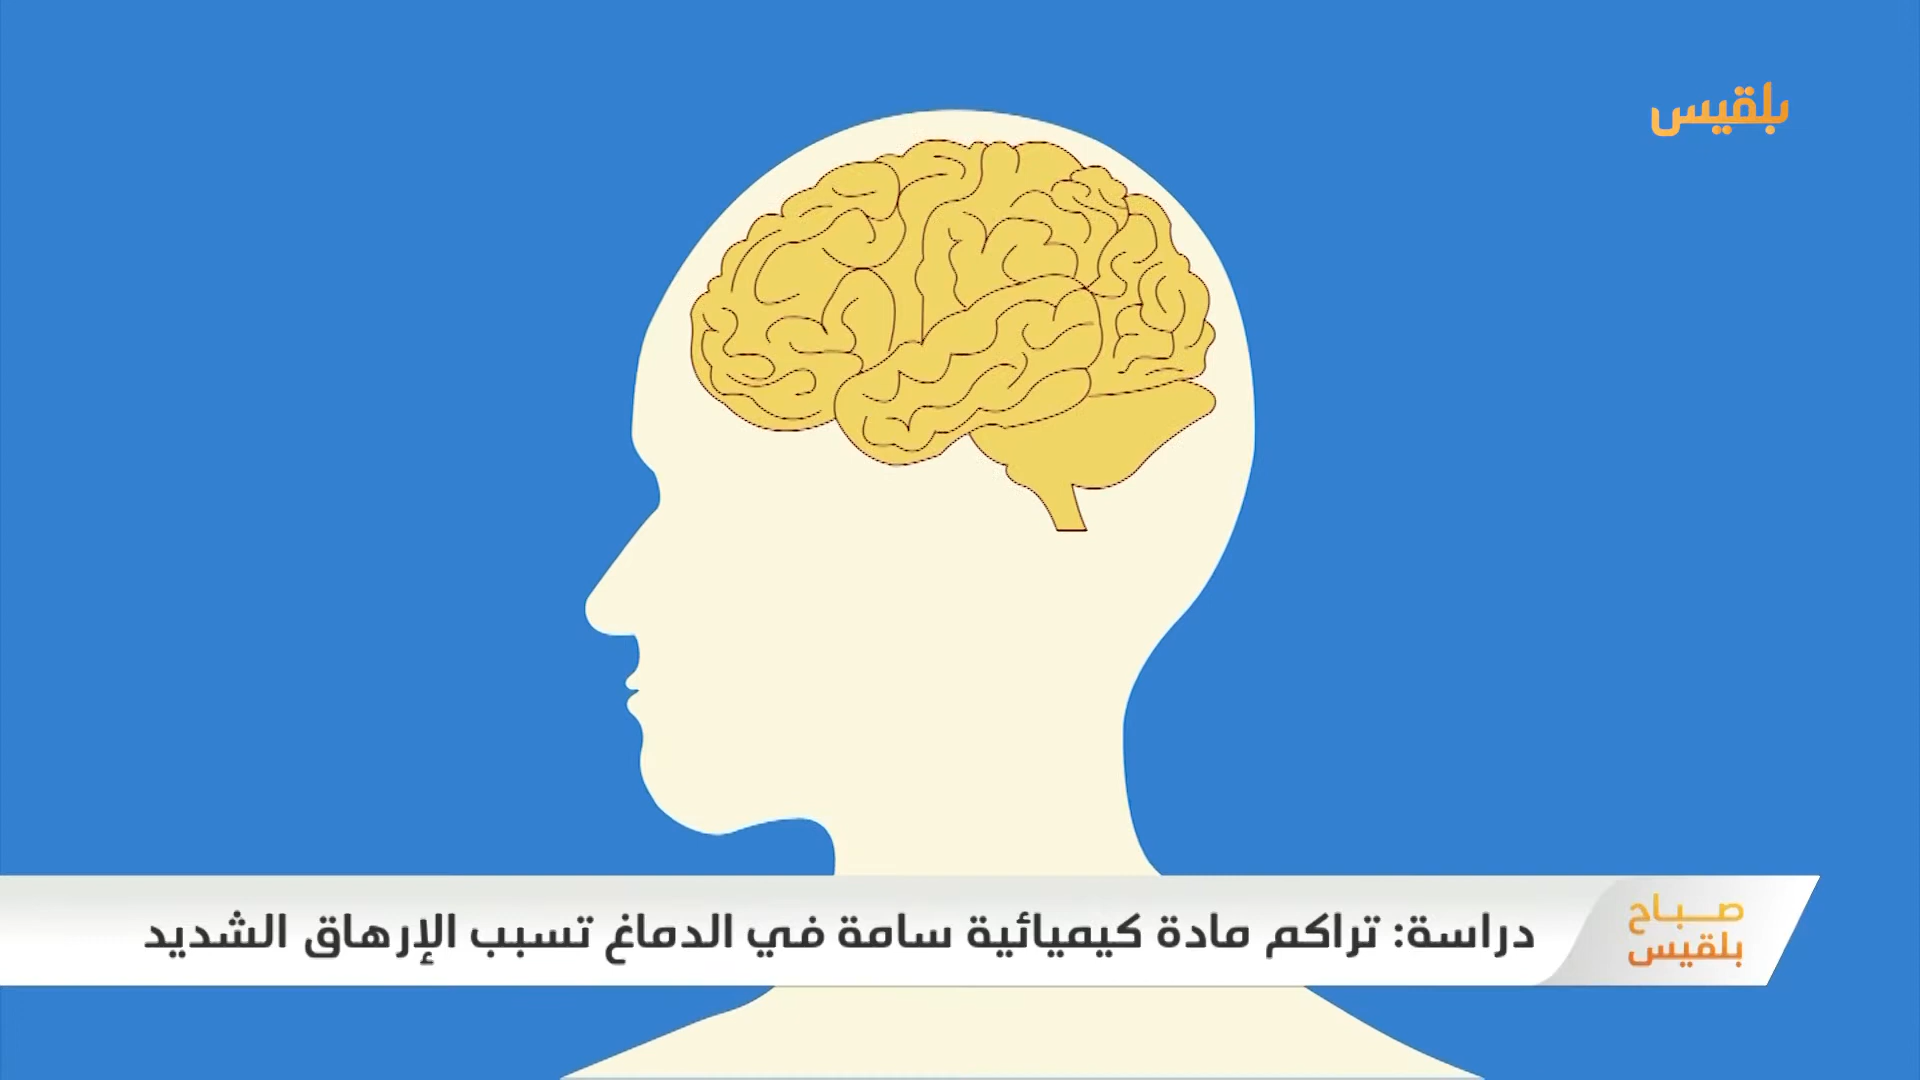 بلقيس
دراسة: تراكم مادة كيميائية سامة في الدماغ تسبب الإرهاق الشديد
صباح
بلقيس